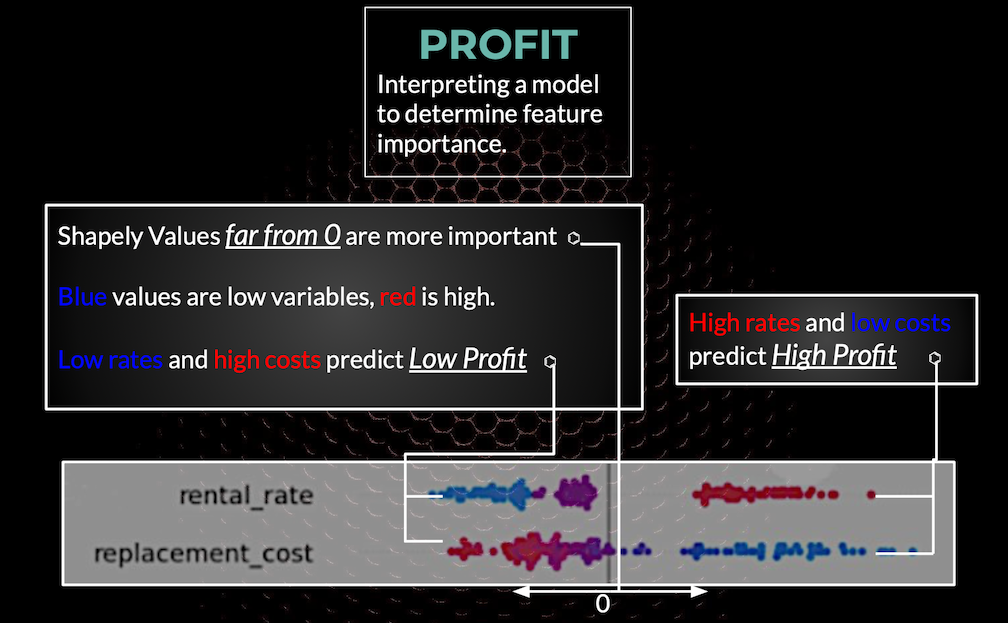 PROFIT
Interpreting a model
to determine feature
importance.
Shapely Values far from 0 are more important
Blue values are low variables, red is high.
Low rates and high costs predict Low Profit
High rates and low costs
predict High Profit
rental_rate
replacement_cost
0